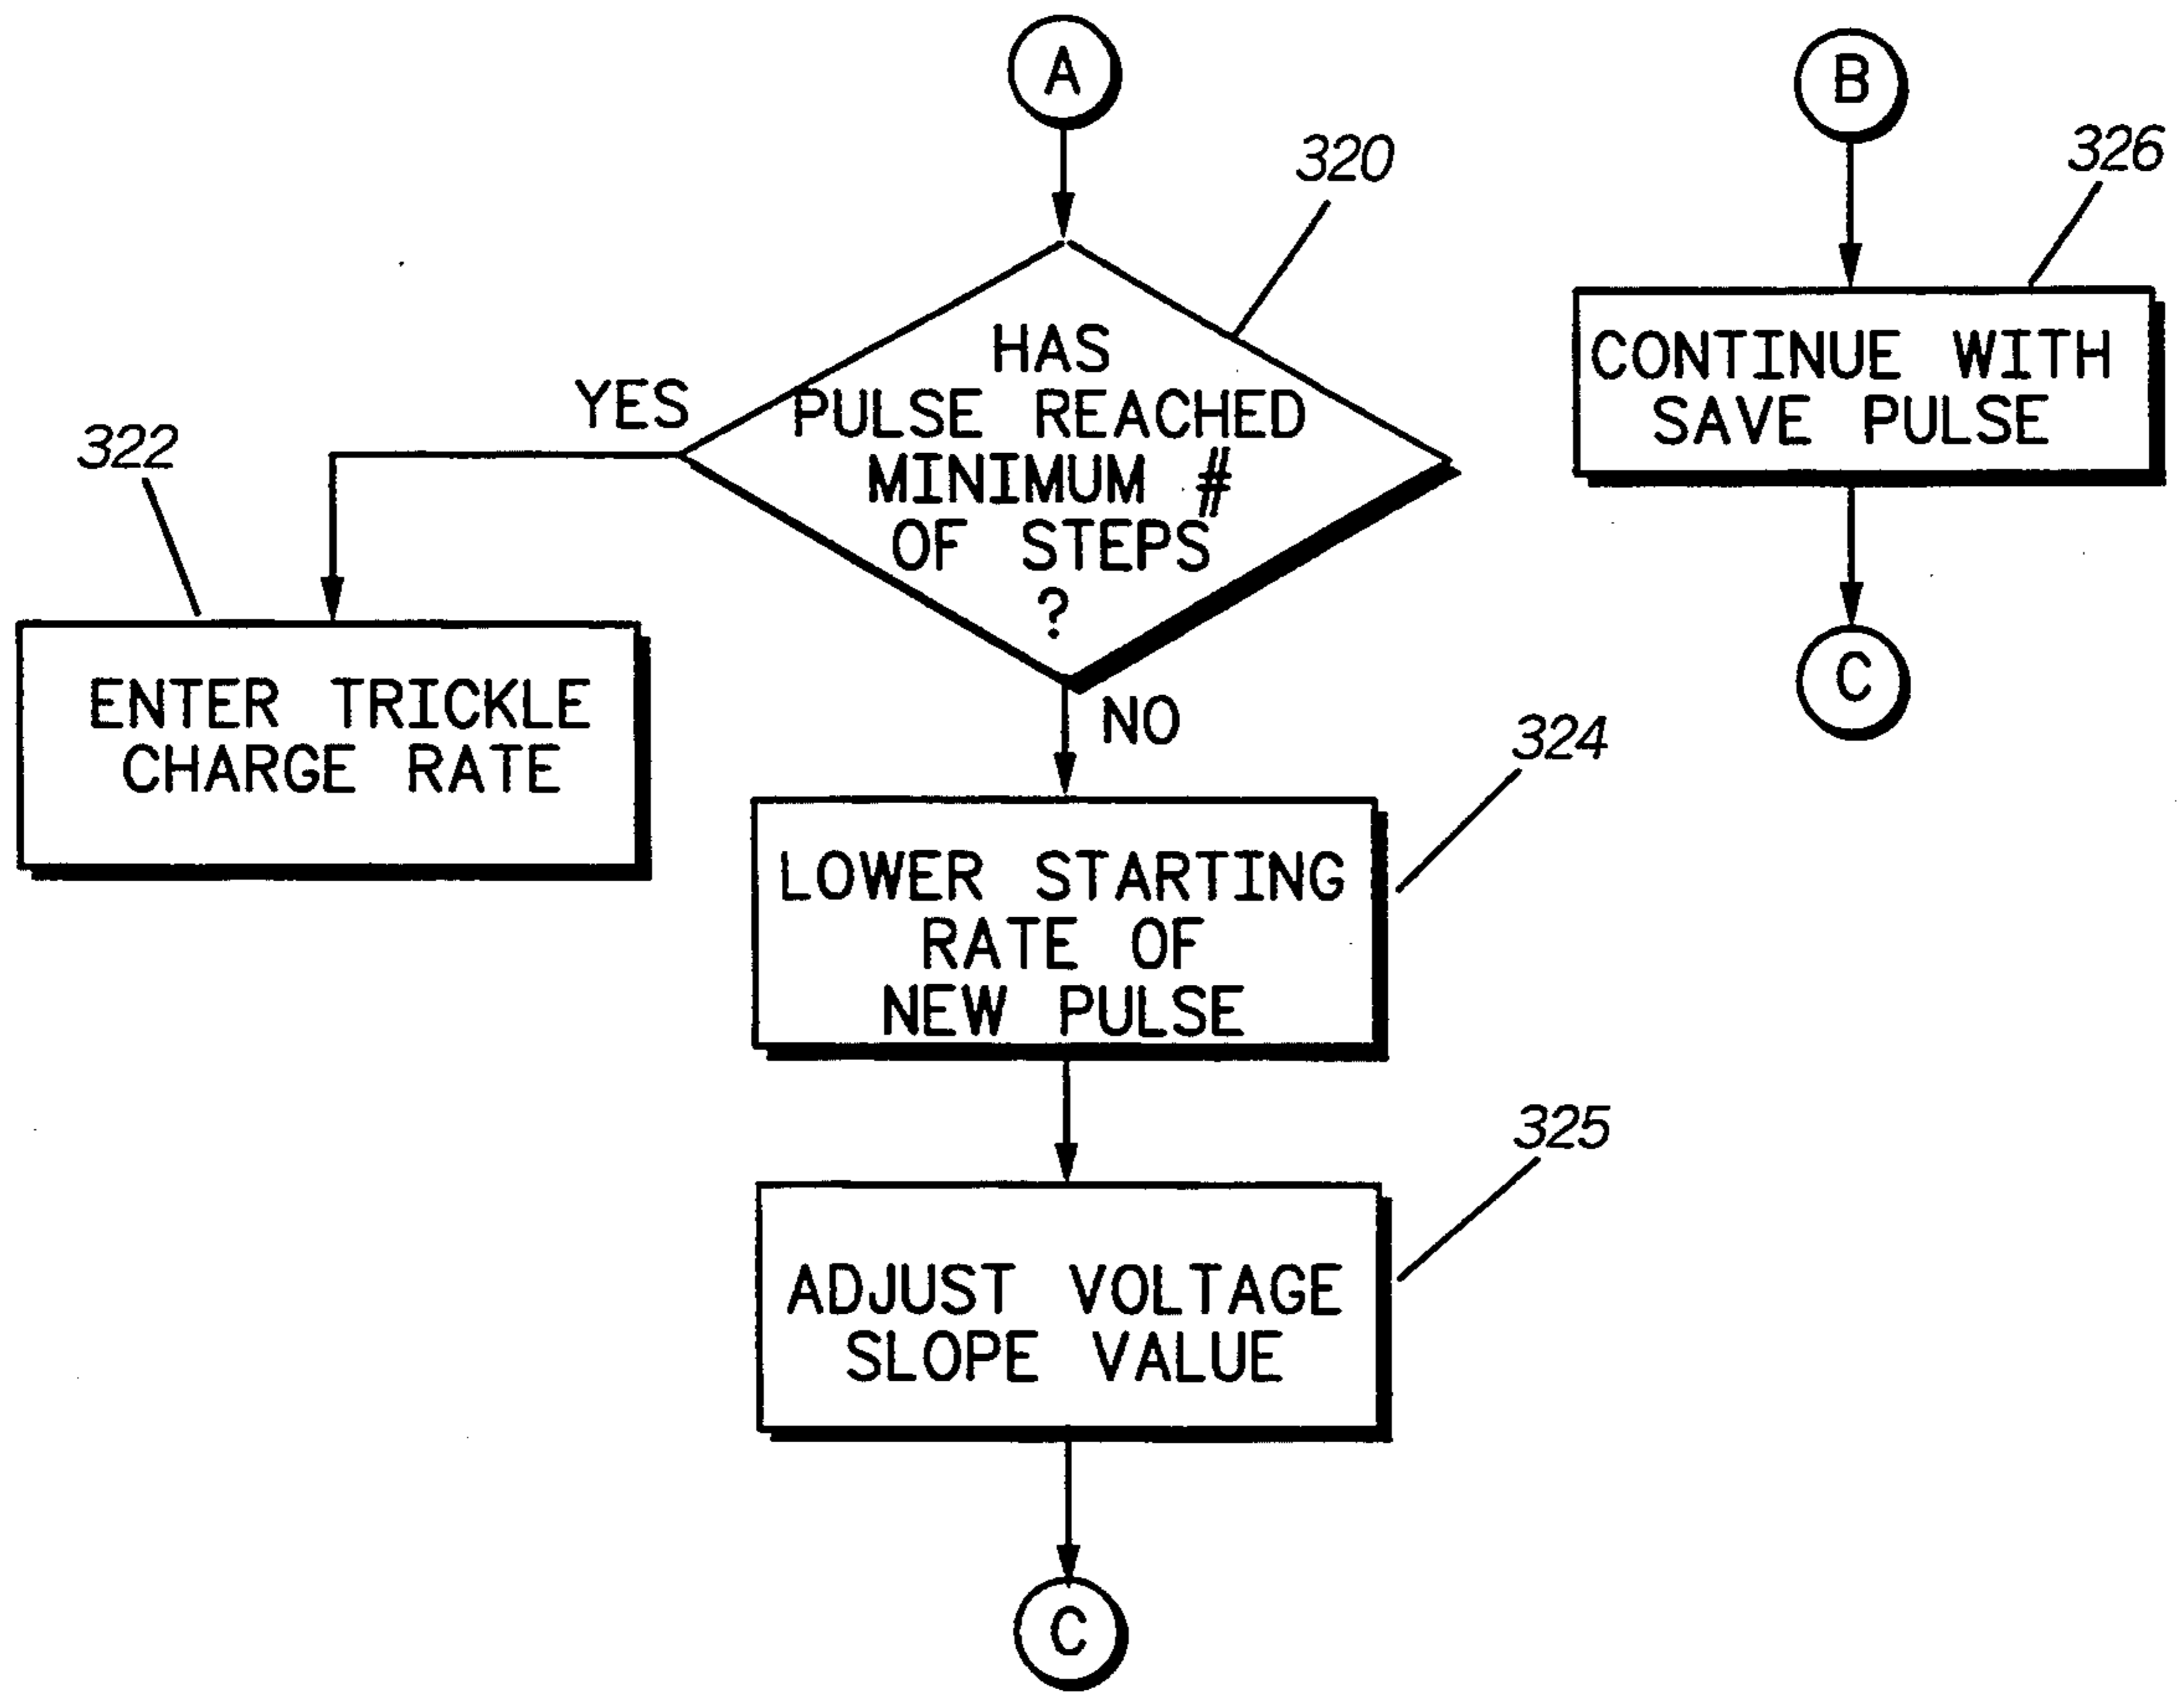 A
320
HAS
PULSE REACHED
MINIMUM #
OF STEPS
?
YES
NO
322
ENTER TRICKLE
CHARGE RATE
324
LOWER STARTING
RATE OF
NEW PULSE
325
ADJUST VOLTAGE
SLOPE VALUE
C
B
326
CONTINUE WITH
SAVE PULSE
C